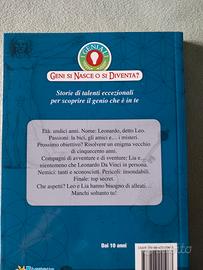 I GENIALI
GENI SI NASCE O SI DIVENTA?
Storie di talenti eccezionali
per scoprire il genio che è in te
Età: undici anni. Nome: Leonardo, detto Leo.
Passioni: la bici, gli amici e... i misteri.
Prossimo obiettivo? Risolvere un enigma vecchio
di cinquecento anni.
Compagni di avventure e di sventure: Lia e...
nientemeno che Leonardo Da Vinci in persona.
Nemici: tanti e sconosciuti. Pericoli: innombabili.
Finale: top secret.
Che aspetti? Leo e Lia hanno bisogno di alleati.
Manchi soltanto tu!
Dai 10 anni